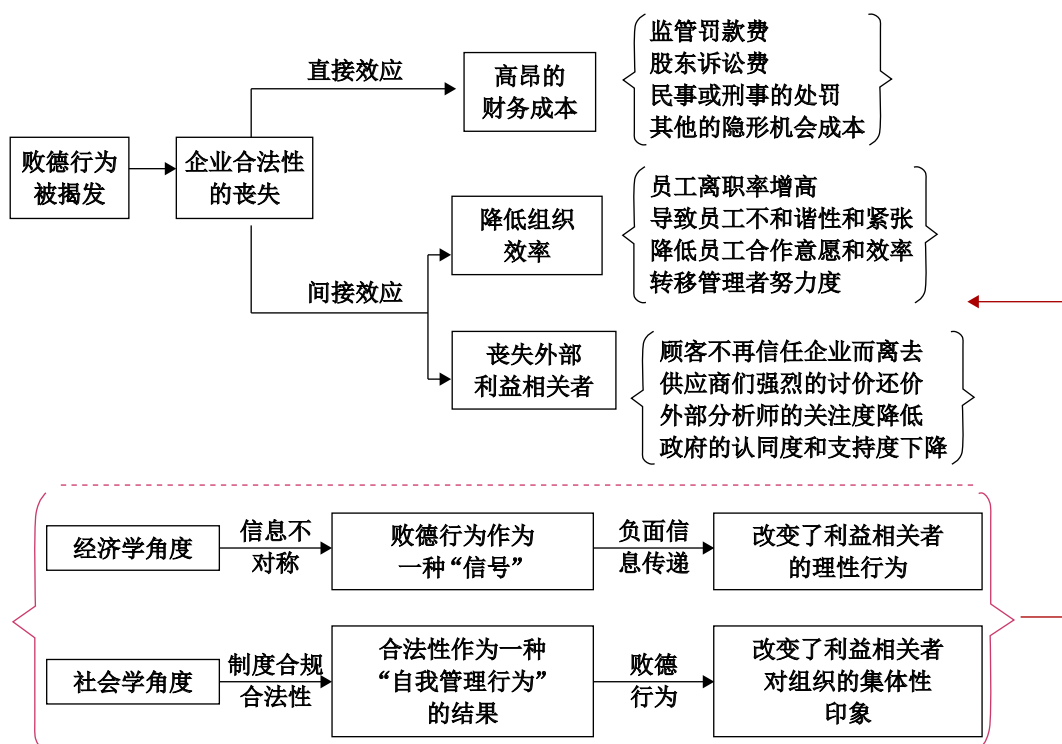 直接效应
高昂的
财务成本
监管罚款费
股东诉讼费
民事或刑事的处罚
其他的隐形机会成本
败德行为
被揭发
企业合法性
的丧失
间接效应
降低组织
效率
员工离职率增高
导致员工不和谐性和紧张
降低员工合作意愿和效率
转移管理者努力度
丧失外部
利益相关者
顾客不再信任企业而离去
供应商们强烈的讨价还价
外部分析师的关注度降低
政府的认同度和支持度下降
经济学角度
信息不
对称
败德行为作为
一种“信号”
负面信
息传递
改变了利益相关者
的理性行为
社会学角度
制度合规
合法性
合法性作为一种
“自我管理行为”
的结果
败德
行为
改变了利益相关者
对组织的集体性
印象